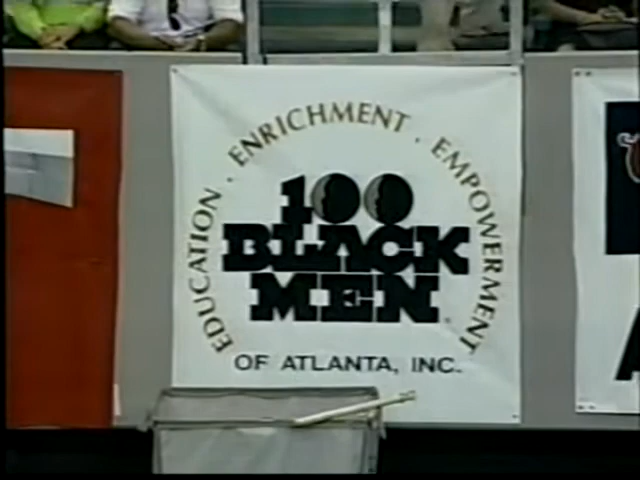 EDUCATION . ENRICHMENT . EMPOWERMENT
100
BLACK
MEN
OF ATLANTA, INC.